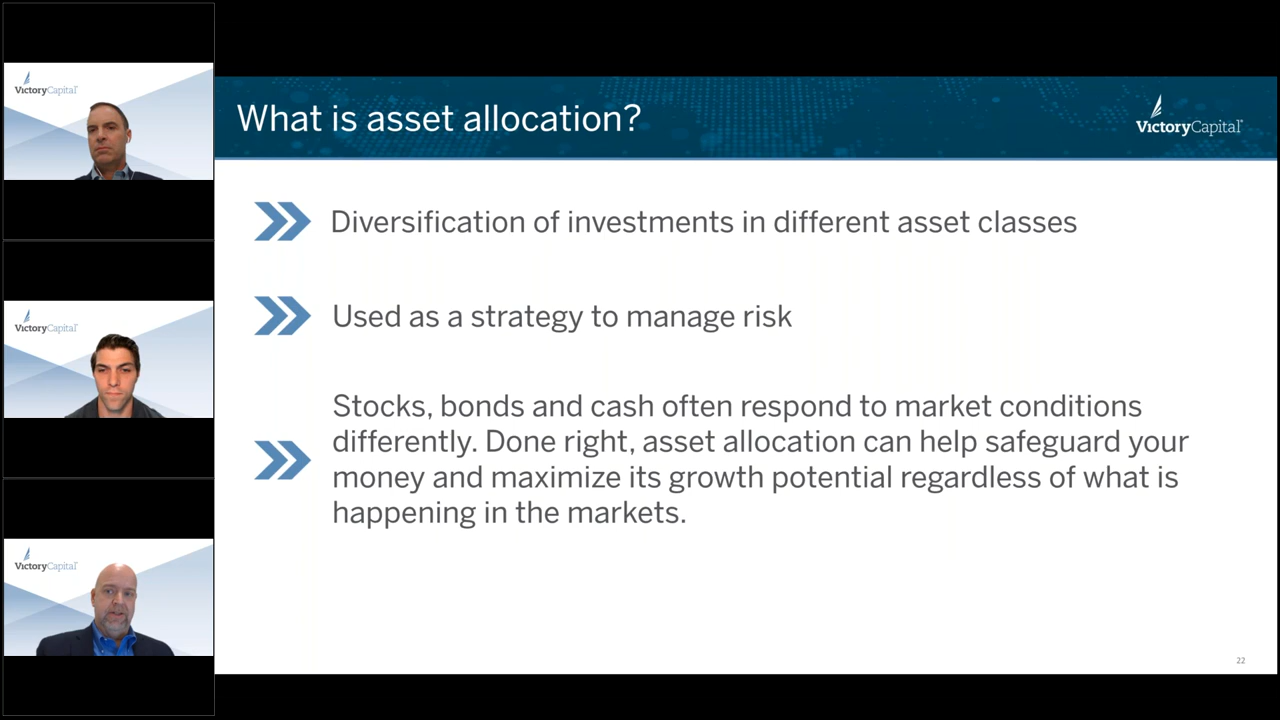 VictoryCapital
VictoryCapital
VictoryCapital
What is asset allocation?
VictoryCapital
Diversification of investments in different asset classes
Used as a strategy to manage risk
Stocks, bonds and cash often respond to market conditions
differently. Done right, asset allocation can help safeguard your
money and maximize its growth potential regardless of what is
happening in the markets.
22